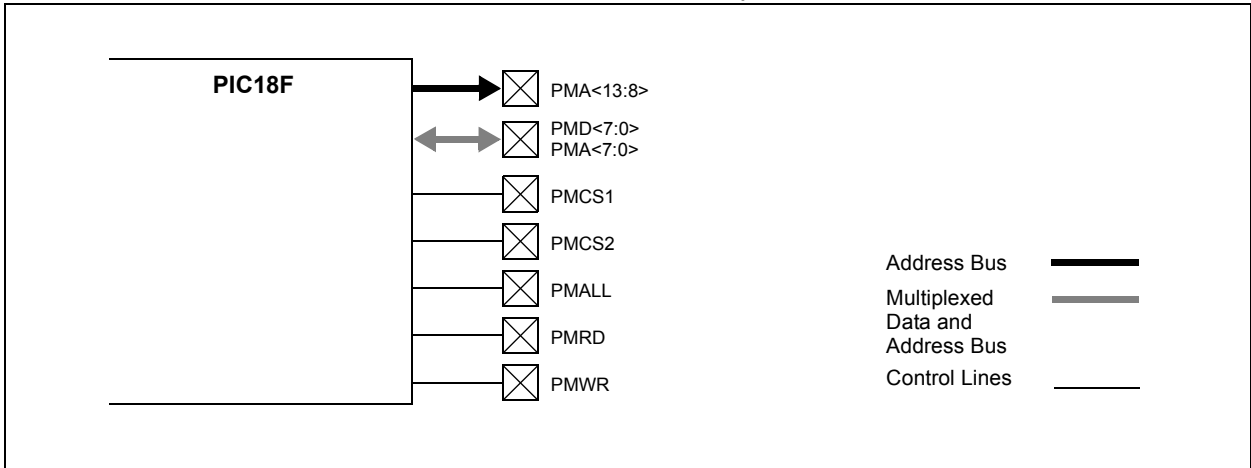 PIC18F
PMA<13:8>
PMD<7:0>
PMA<7:0>
PMCS1
PMCS2
PMALL
PMRD
PMWR
Address Bus
Multiplexed
Data and
Address Bus
Control Lines